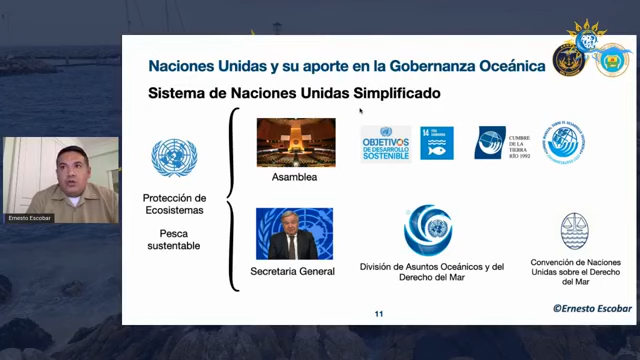 Naciones Unidas y su aporte en la Gobernanza Oceánica
Sistema de Naciones Unidas Simplificado
OBJETIVOS
DE DESARROLLO
SOSTENIBLE
14
CUMBRE
DE LA
TIERRA
RÍO 1992
Asamblea
Protección de
Ecosistemas
Pesca
sustentable
Ernesto Escobar
Secretaria General
División de Asuntos Oceánicos y del
Derecho del Mar
Convención de Naciones
Unidas sobre el Derecho
del Mar
©Ernesto Escobar
11